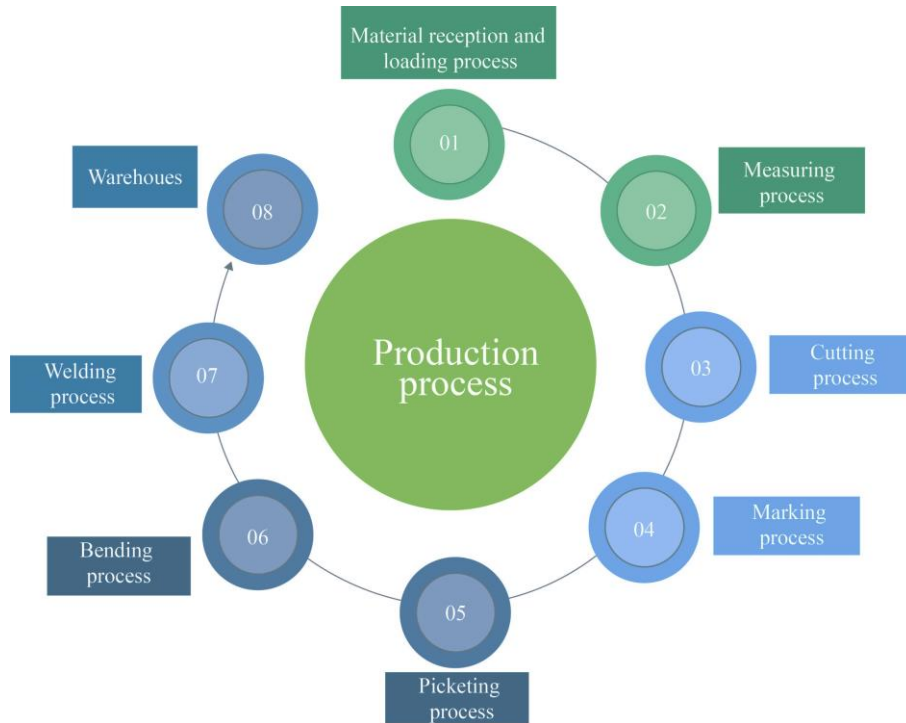 Material reception and
loading process
01
02
Measuring
process
03
Cutting
process
04
Marking
process
05
Picketing process
06
Bending
process
07
Welding
process
08
Warehoues
Production
process